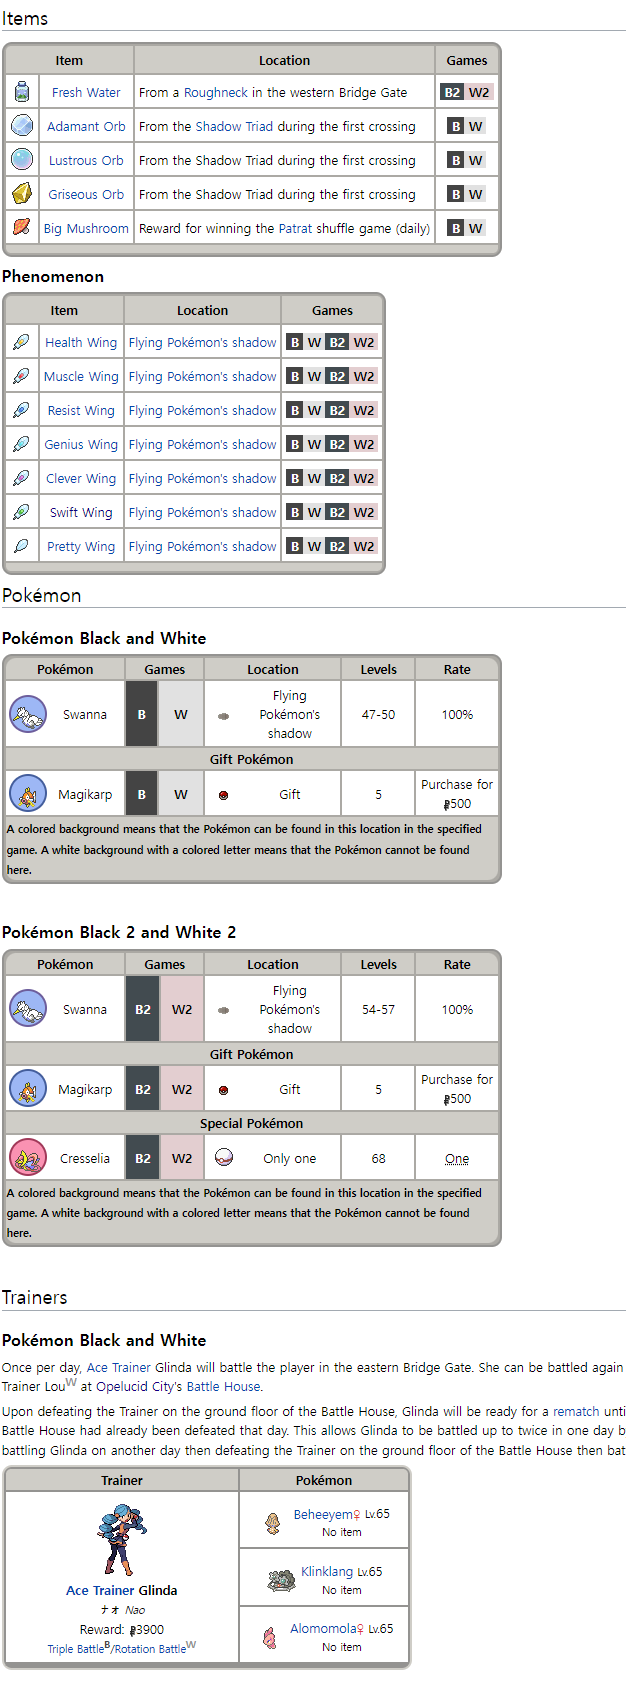 Items
Item Location Games
Fresh Water From a Roughneck in the western Bridge Gate B2 W2
Adamant Orb From the Shadow Triad during the first crossing B W
Lustrous Orb From the Shadow Triad during the first crossing B W
Griseous Orb From the Shadow Triad during the first crossing B W
Big Mushroom Reward for winning the Patrat shuffle game (daily) B W
Phenomenon
Item Location Games
Health Wing Flying Pokémon's shadow B W B2 W2
Muscle Wing Flying Pokémon's shadow B W B2 W2
Resist Wing Flying Pokémon's shadow B W B2 W2
Genius Wing Flying Pokémon's shadow B W B2 W2
Clever Wing Flying Pokémon's shadow B W B2 W2
Swift Wing Flying Pokémon's shadow B W B2 W2
Pretty Wing Flying Pokémon's shadow B W B2 W2
Pokémon
Pokémon Black and White
Pokémon Games Location Levels Rate
Swanna B W Flying
Pokémon's
shadow 47-50 100%
Gift Pokémon
Magikarp B W Gift 5 Purchase for
₽500
A colored background means that the Pokémon can be found in this location in the specified
game. A white background with a colored letter means that the Pokémon cannot be found
here.
Pokémon Black 2 and White 2
Pokémon Games Location Levels Rate
Swanna B2 W2 Flying
Pokémon's
shadow 54-57 100%
Gift Pokémon
Magikarp B2 W2 Gift 5 Purchase for
₽500
Special Pokémon
Cresselia B2 W2 Only one 68 One
A colored background means that the Pokémon can be found in this location in the specified
game. A white background with a colored letter means that the Pokémon cannot be found
here.
Trainers
Pokémon Black and White
Once per day, Ace Trainer Glinda will battle the player in the eastern Bridge Gate. She can be battled again
Trainer Lou W at Opelucid City's Battle House.
Upon defeating the Trainer on the ground floor of the Battle House, Glinda will be ready for a rematch unti
Battle House had already been defeated that day. This allows Glinda to be battled up to twice in one day b
battling Glinda on another day then defeating the Trainer on the ground floor of the Battle House then bat
Trainer Pokémon
Ace Trainer Glinda
ナオ Nao
Reward: ₽3900
Triple Battle B/Rotation Battle W
Beheeyem♀ Lv.65
No item
Klinklang Lv.65
No item
Alomomola♀ Lv.65
No item